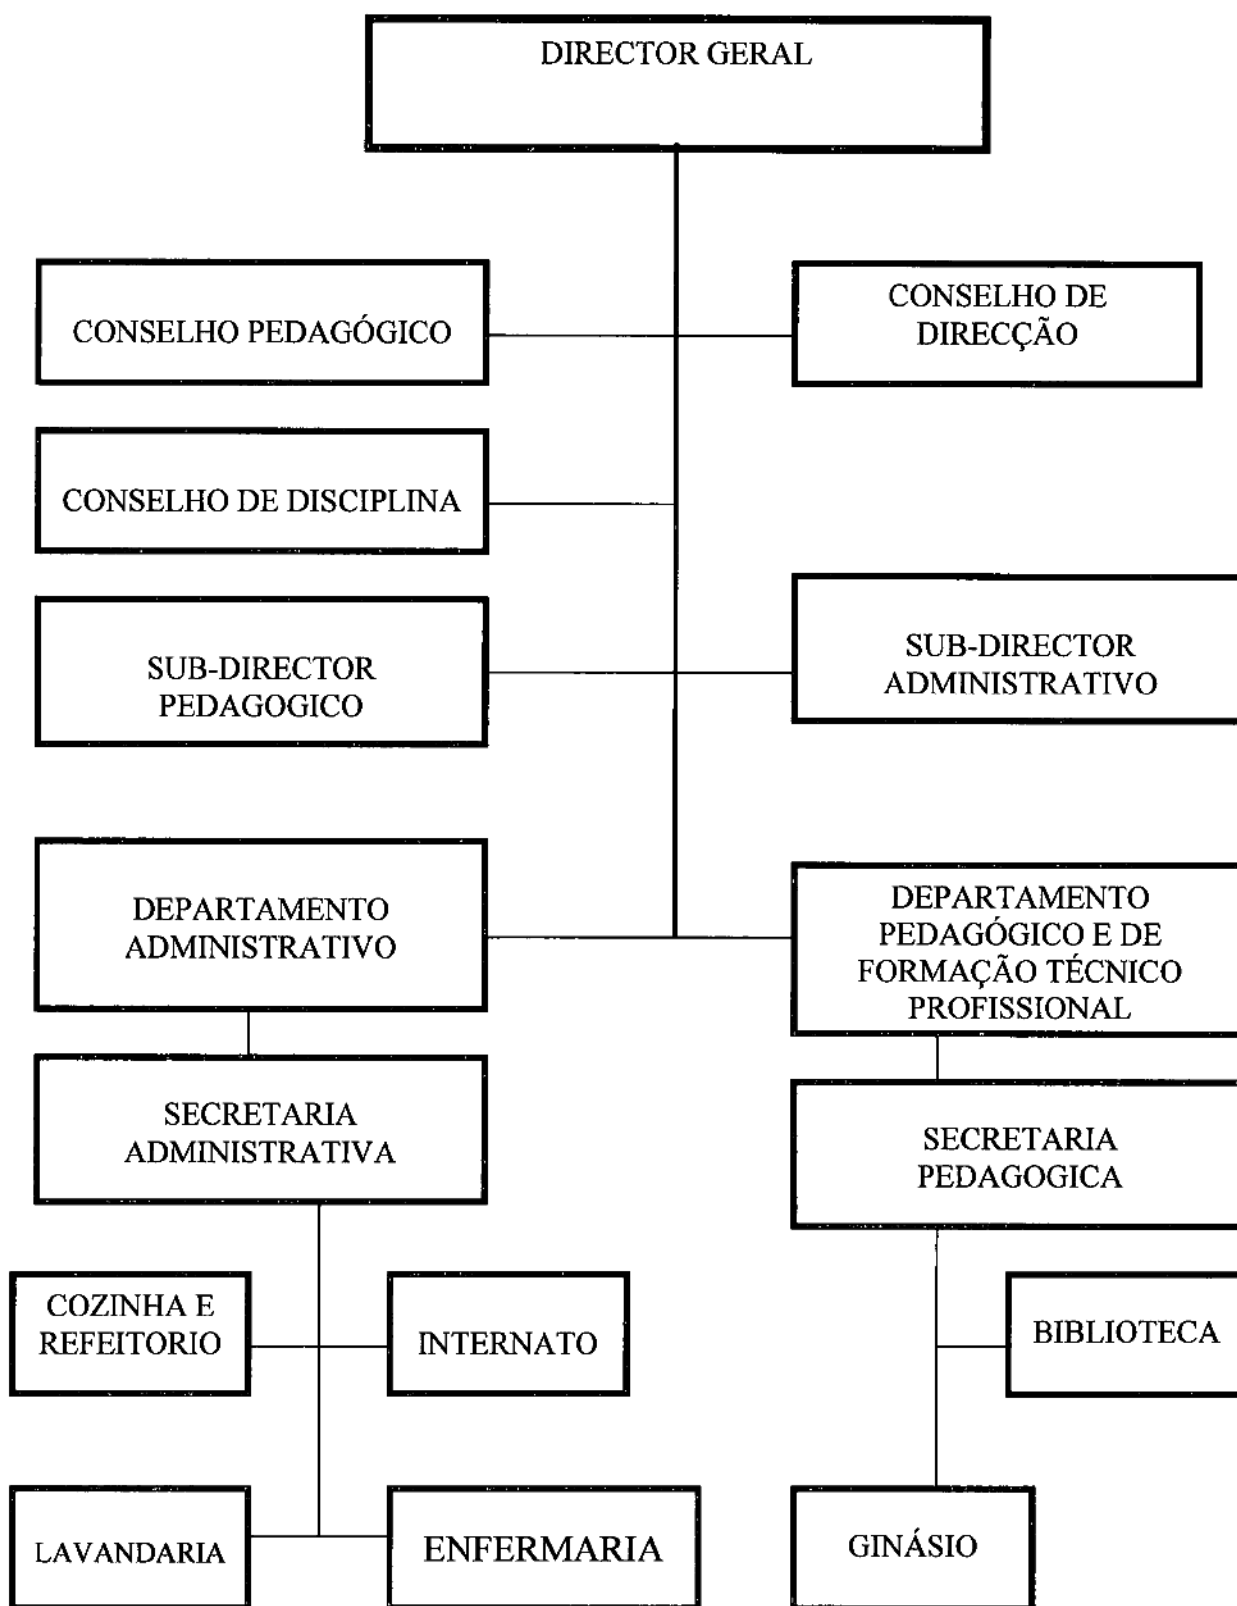 DIRECTOR GERAL
CONSELHO PEDAGÓGICO
CONSELHO DE
DIRECÇÃO
CONSELHO DE DISCIPLINA
SUB-DIRECTOR
PEDAGOGICO
SUB-DIRECTOR
ADMINISTRATIVO
DEPARTAMENTO
ADMINISTRATIVO
DEPARTAMENTO
PEDAGÓGICO E DE
FORMAÇÃO TÉCNICO
PROFISSIONAL
SECRETARIA
ADMINISTRATIVA
SECRETARIA
PEDAGOGICA
COZINHA E
REFEITORIO
INTERNATO
BIBLIOTECA
LAVANDARIA
ENFERMARIA
GINÁSIO